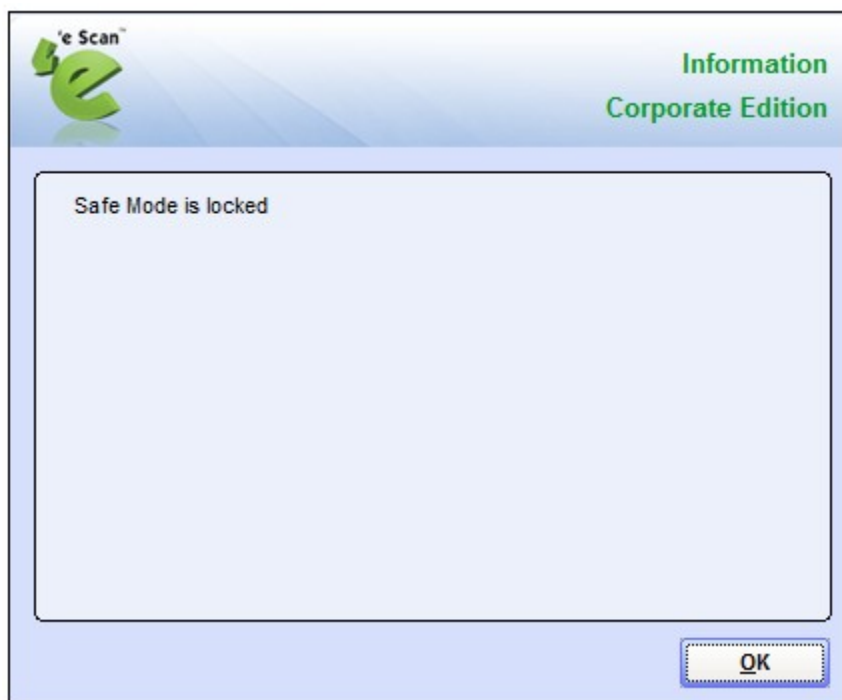 'e Scan™
Information
Corporate Edition
Safe Mode is locked
OK